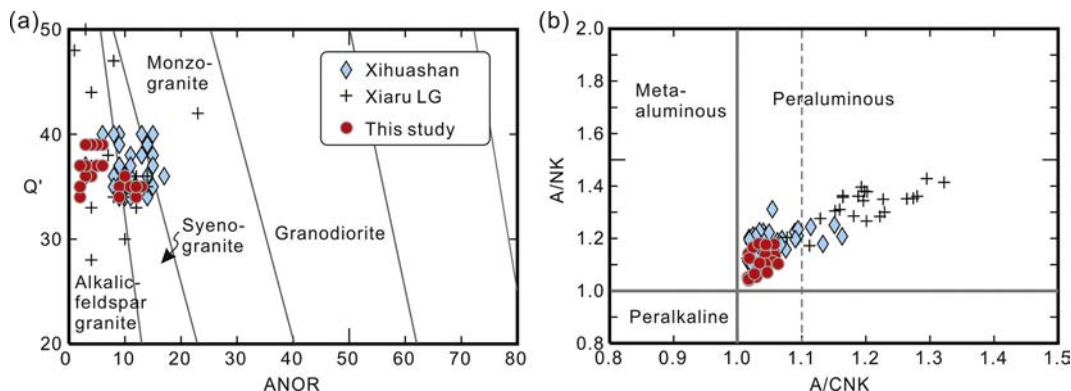 (a)
50
40
Q'
30
20
0
10
20
30
40
50
60
70
80
ANOR
Monzo-
granite
Syeno-
granite
Granodiorite
Alkalic-
feldspar
granite
Xihuashan
Xiaru LG
This study
(b)
2.0
1.8
1.6
A/NK
1.4
1.2
1.0
0.8
0.8
0.9
1.0
1.1
1.2
1.3
1.4
1.5
A/CNK
Meta-
aluminous
Peraluminous
Peralkaline